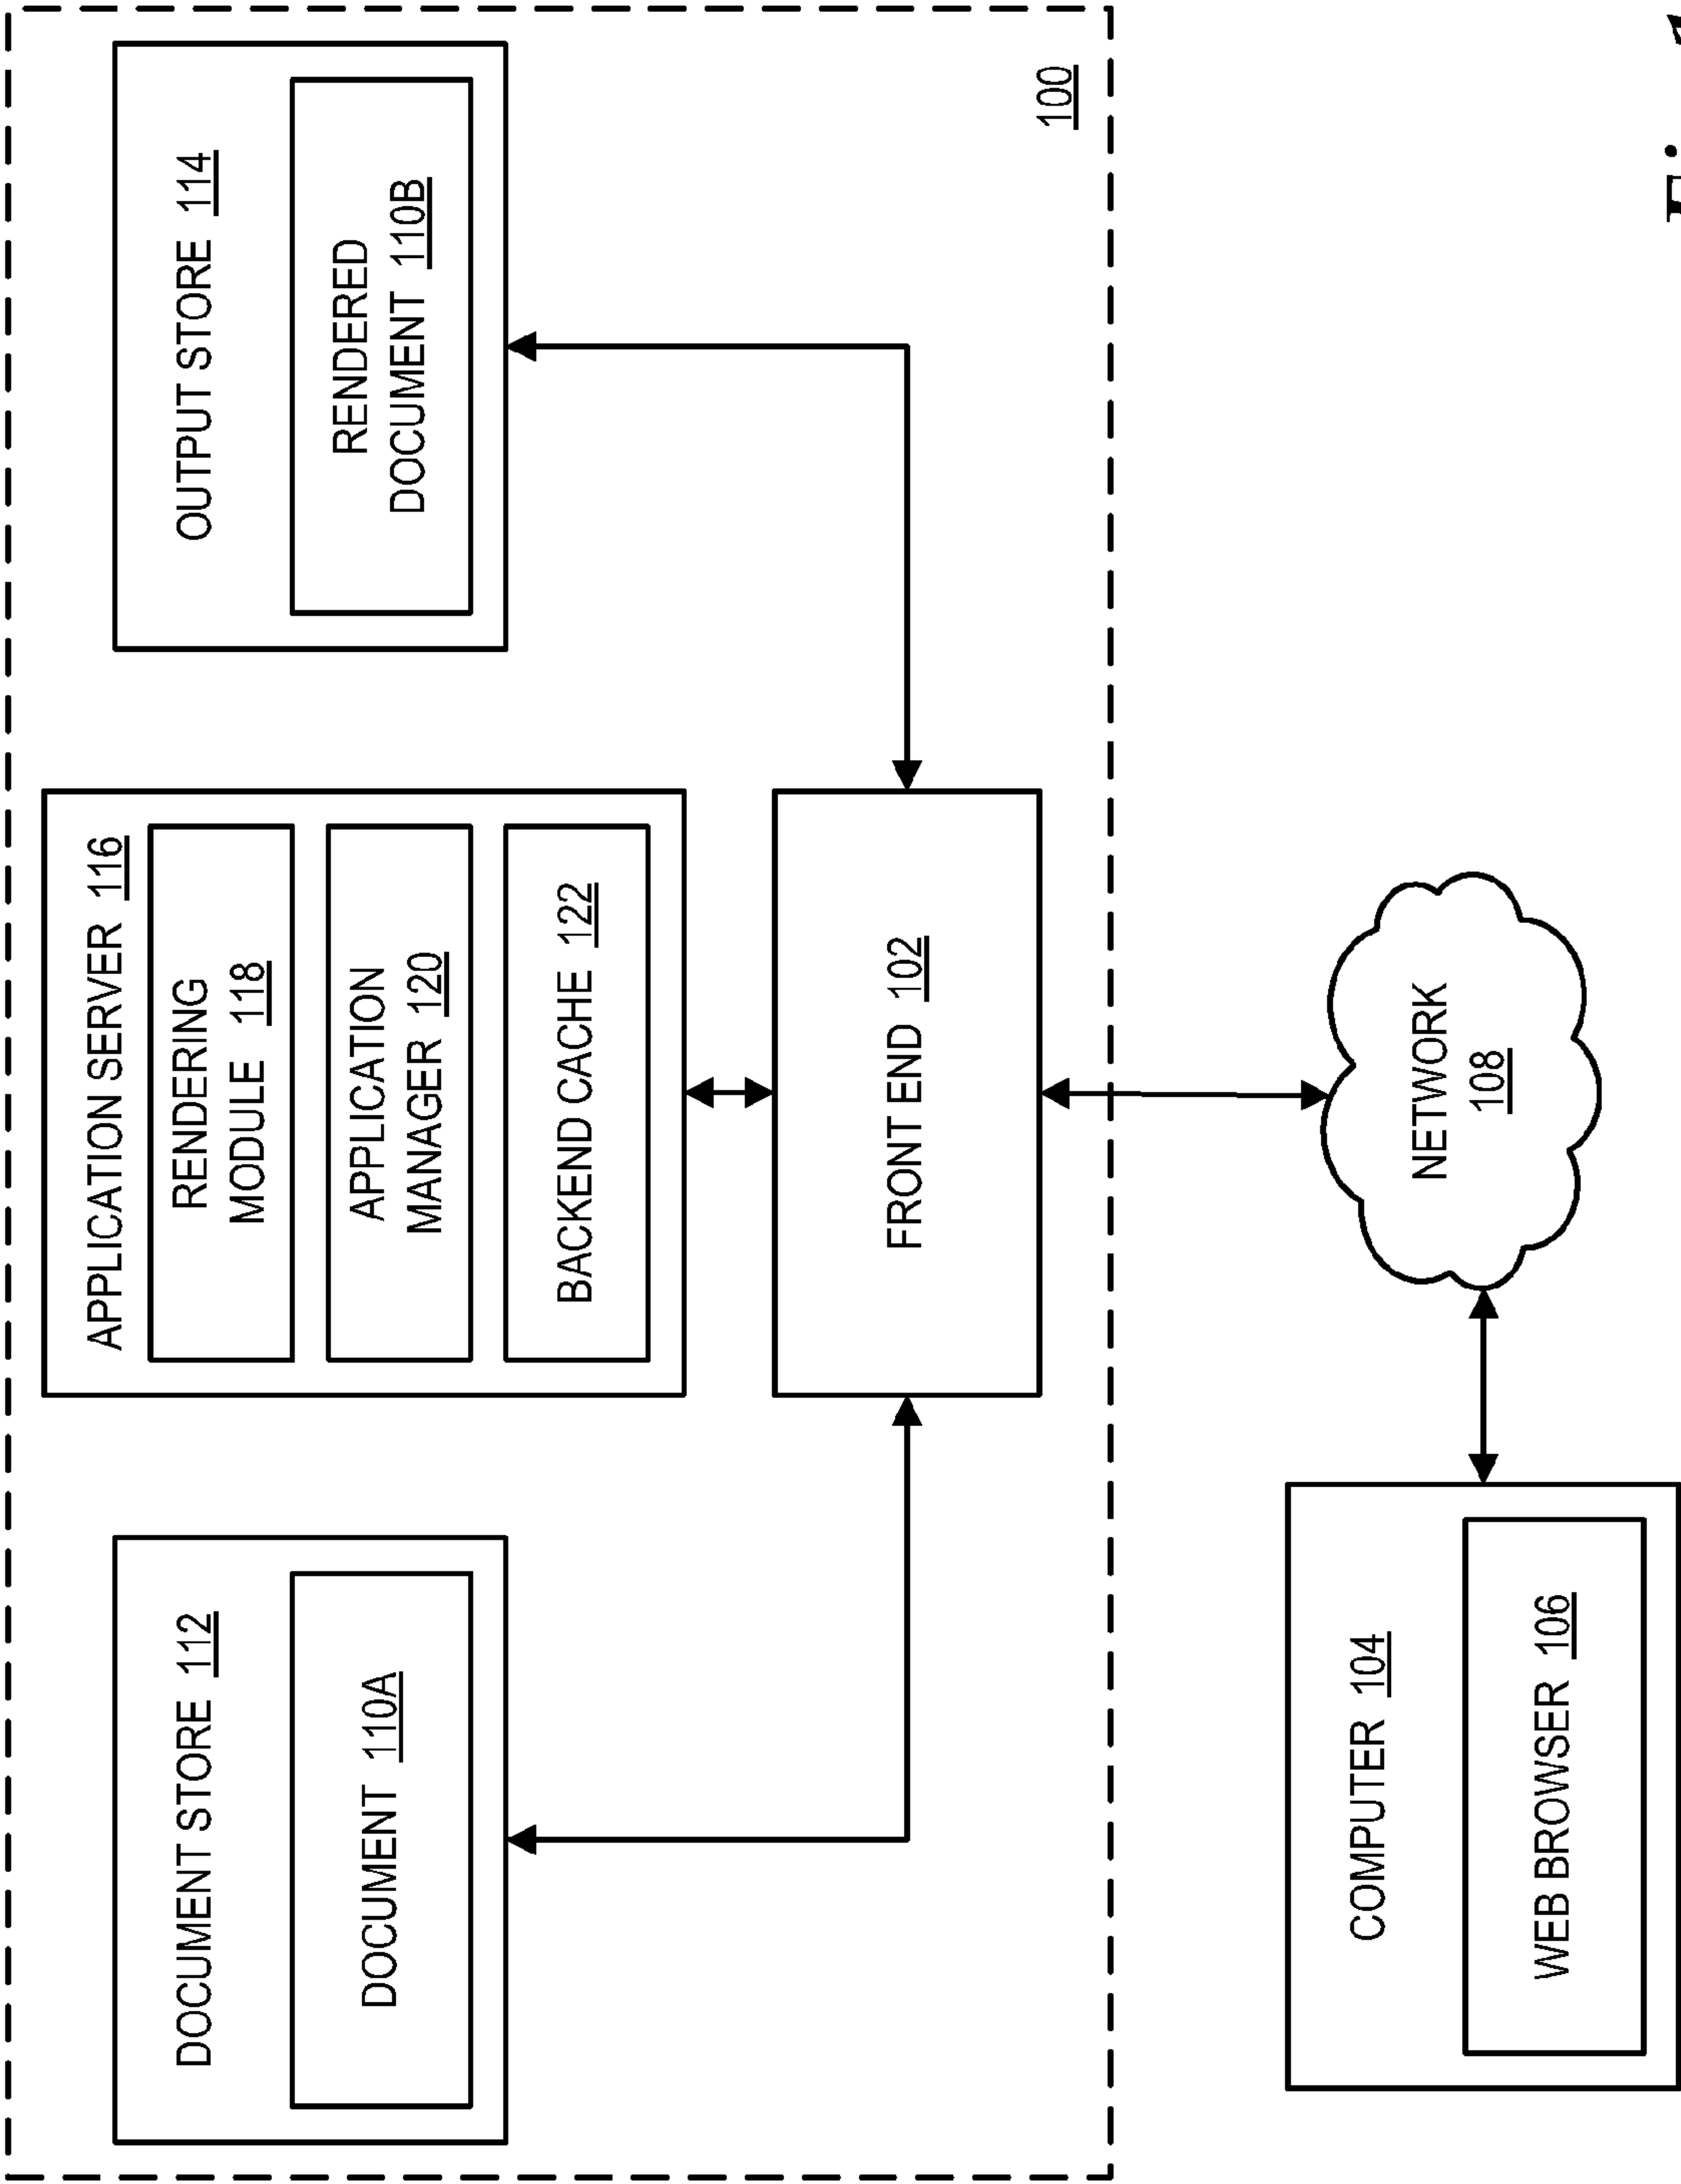 DOCUMENT STORE 112
DOCUMENT 110A
APPLICATION SERVER 116
RENDERING
MODULE 118
APPLICATION
MANAGER 120
BACKEND CACHE 122
OUTPUT STORE 114
RENDERED
DOCUMENT 110B
FRONT END 102
100
NETWORK
108
COMPUTER 104
WEB BROWSER 106